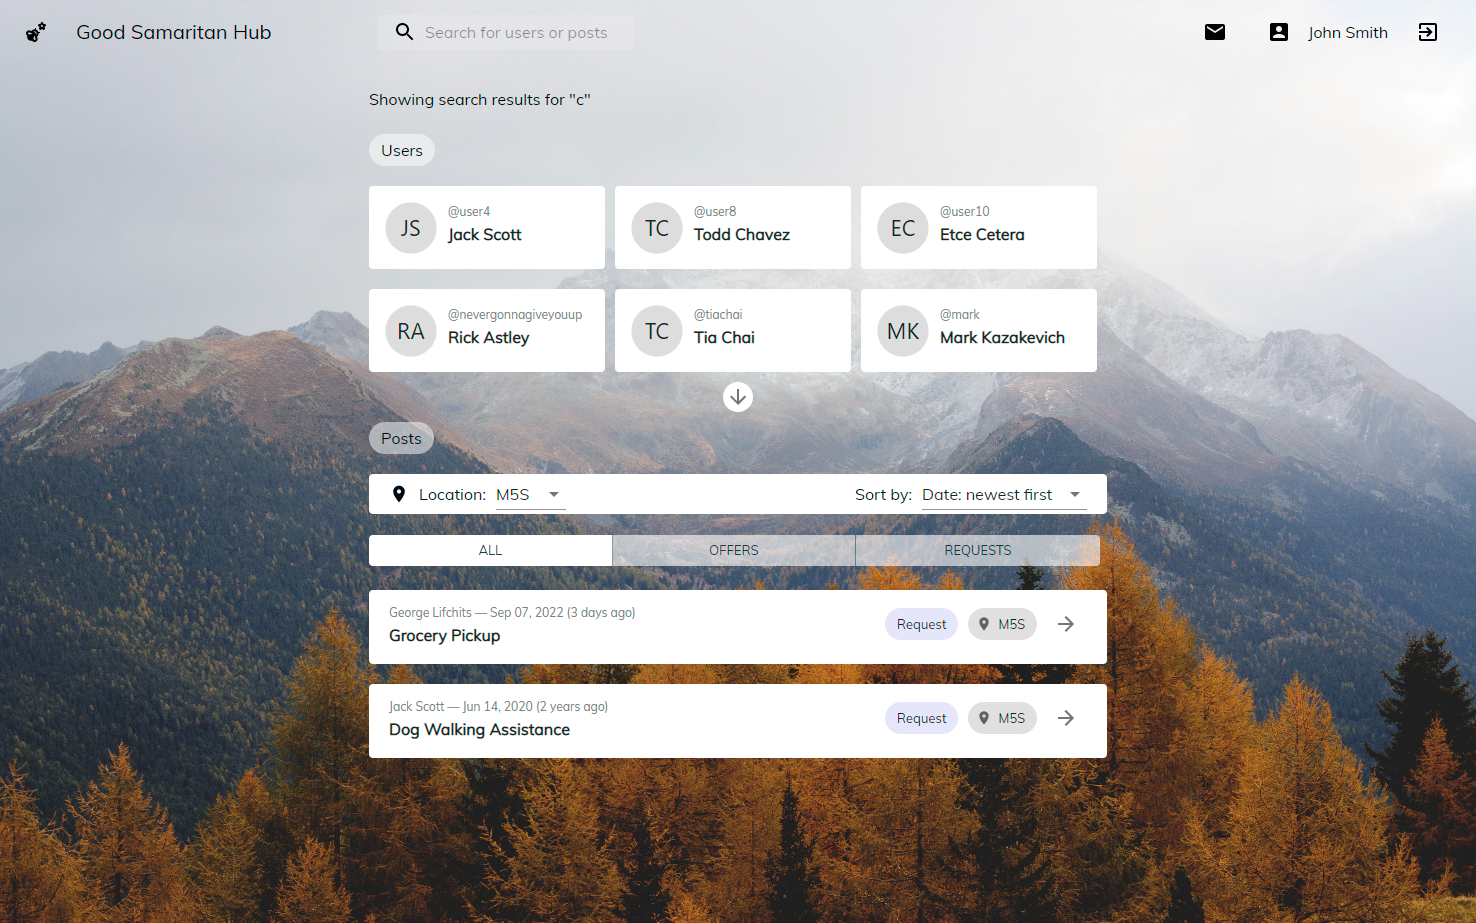 Good Samaritan Hub
Search for users or posts
John Smith
Showing search results for "c"
Users
JS
@user4
Jack Scott
TC
@user8
Todd Chavez
EC
@user10
Etce Cetera
RA
@nevergonnagiveyouup
Rick Astley
TC
@tiachai
Tia Chai
MK
@mark
Mark Kazakevich
Posts
Location: M5S
Sort by: Date: newest first
ALL
OFFERS
REQUESTS
George Lifchits — Sep 07, 2022 (3 days ago)
Grocery Pickup
Request
M5S
Jack Scott — Jun 14, 2020 (2 years ago)
Dog Walking Assistance
Request
M5S